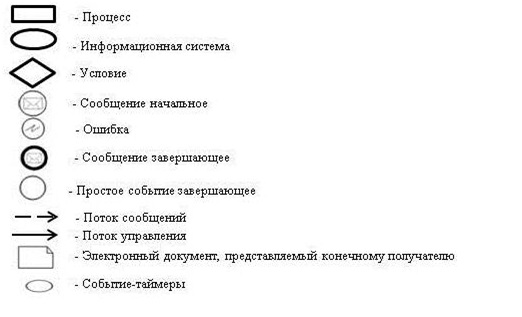 - Процесс
- Информационная система
- Условие
- Сообщение начальное
- Ошибка
- Сообщение завершающее
- Простое событие завершающее
- Поток сообщений
- Поток управления
- Электронный документ, представляемый конечному получателю
- Событие-таймеры